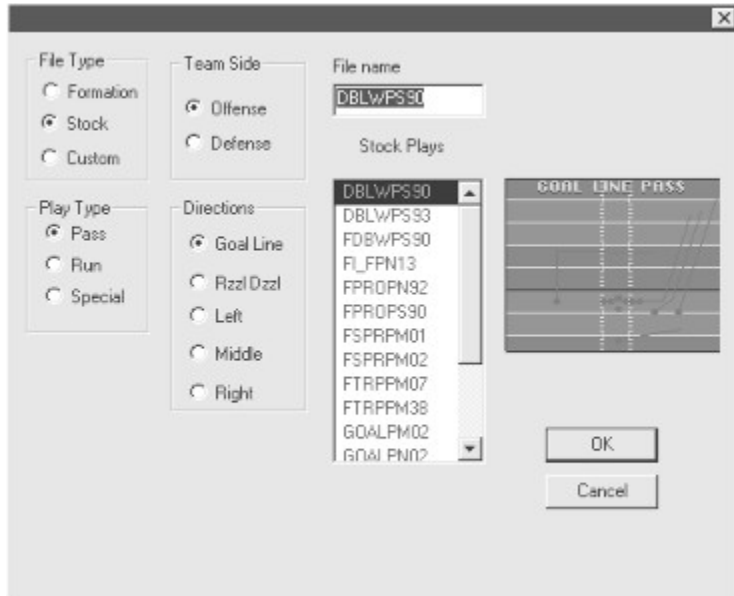 File Type
Formation
Stock
Custom
Play Type
Pass
Run
Special
Team Side
Offense
Defense
Directions
Goal Line
Rzzl Dzzl
Left
Middle
Right
File name
DBLWPS90
Stock Plays
DBLWPS90
DBLWPS93
FDBWPS90
FI_FPN13
FPROPN92
FPROPS90
FSPRPM01
FSPRPM02
FTRPPM07
FTRPPM38
GOALPM02
GOALPN02
GOAL LINE PASS
OK
Cancel